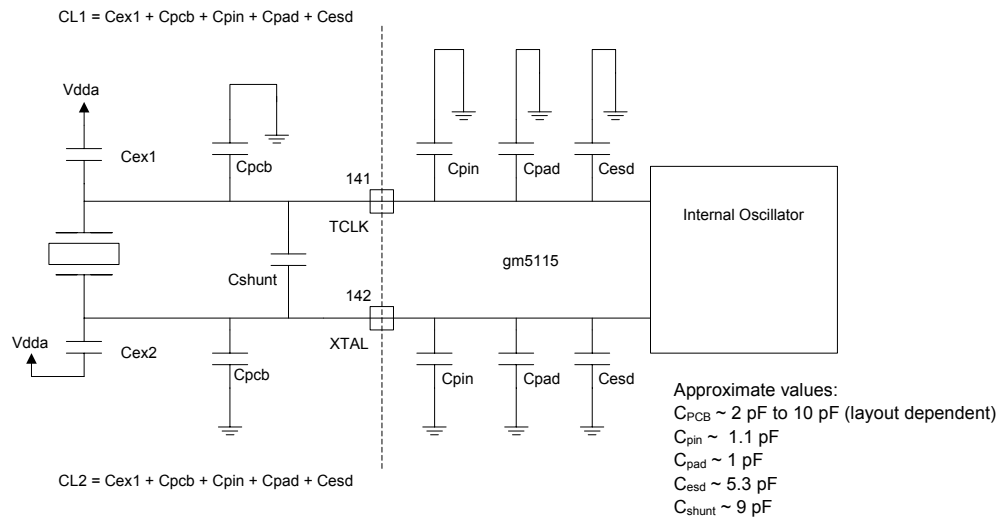 CL1 = Cex1 + Cpcb + Cpin + Cpad + Cesd
Vdda
Cex1
Cpcb
Cpin
Cpad
Cesd
141
TCLK
Internal Oscillator
Cshunt
gm5115
142
XTAL
Vdda
Cex2
Cpcb
Cpin
Cpad
Cesd
Approximate values:
CPCB ~ 2 pF to 10 pF (layout dependent)
Cpin ~ 1.1 pF
Cpad ~ 1 pF
Cesd ~ 5.3 pF
Cshunt ~ 9 pF
CL2 = Cex1 + Cpcb + Cpin + Cpad + Cesd